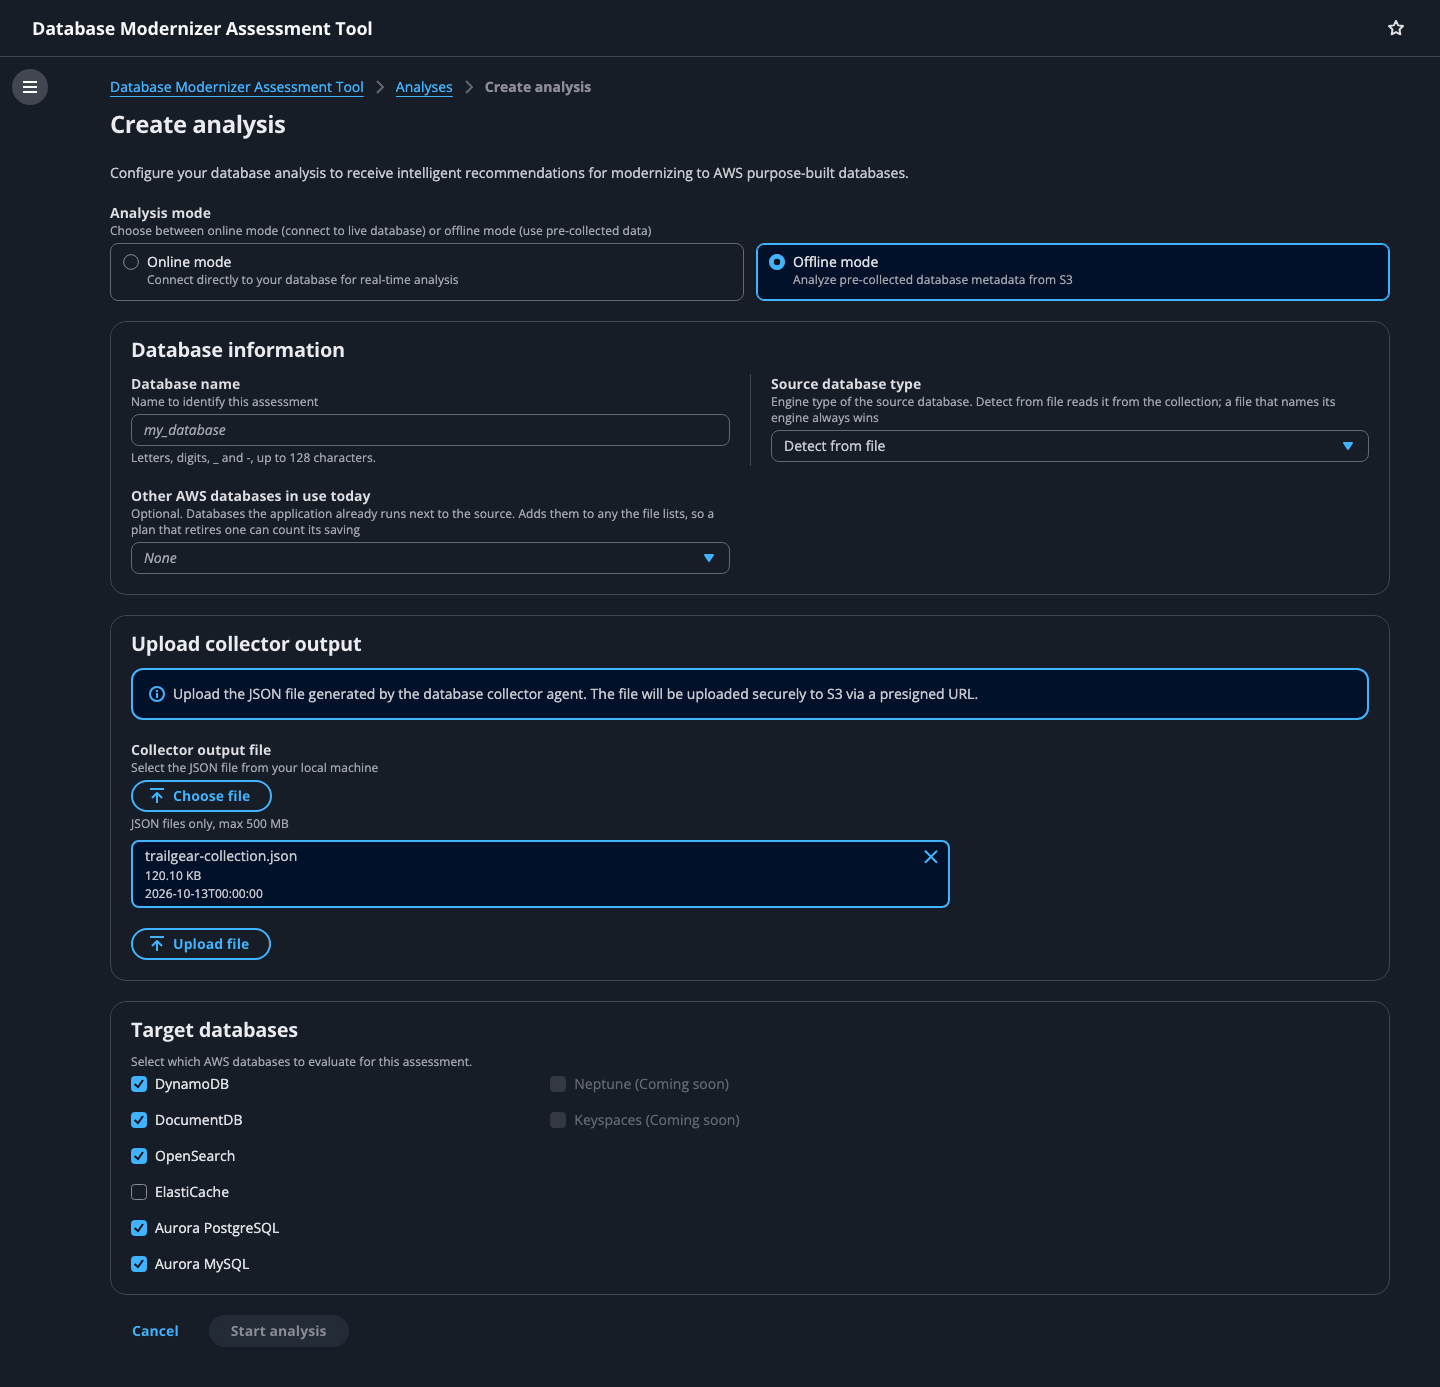 Database Modernizer Assessment Tool
Database Modernizer Assessment Tool > Analyses > Create analysis
Create analysis
Configure your database analysis to receive intelligent recommendations for modernizing to AWS purpose-built databases.
Analysis mode
Choose between online mode (connect to live database) or offline mode (use pre-collected data)
Online mode
Connect directly to your database for real-time analysis
Offline mode
Analyze pre-collected database metadata from S3
Database information
Database name
Name to identify this assessment
my_database
Letters, digits, _ and -, up to 128 characters.
Source database type
Engine type of the source database. Detect from file reads it from the collection; a file that names its
engine always wins
Detect from file
Other AWS databases in use today
Optional. Databases the application already runs next to the source. Adds them to any the file lists, so a
plan that retires one can count its saving
None
Upload collector output
Upload the JSON file generated by the database collector agent. The file will be uploaded securely to S3 via a presigned URL.
Collector output file
Select the JSON file from your local machine
Choose file
JSON files only, max 500 MB
trailgear-collection.json
120.10 KB
2026-10-13T00:00:00
Upload file
Target databases
Select which AWS databases to evaluate for this assessment.
DynamoDB
DocumentDB
OpenSearch
ElastiCache
Aurora PostgreSQL
Aurora MySQL
Neptune (Coming soon)
Keyspaces (Coming soon)
Cancel
Start analysis